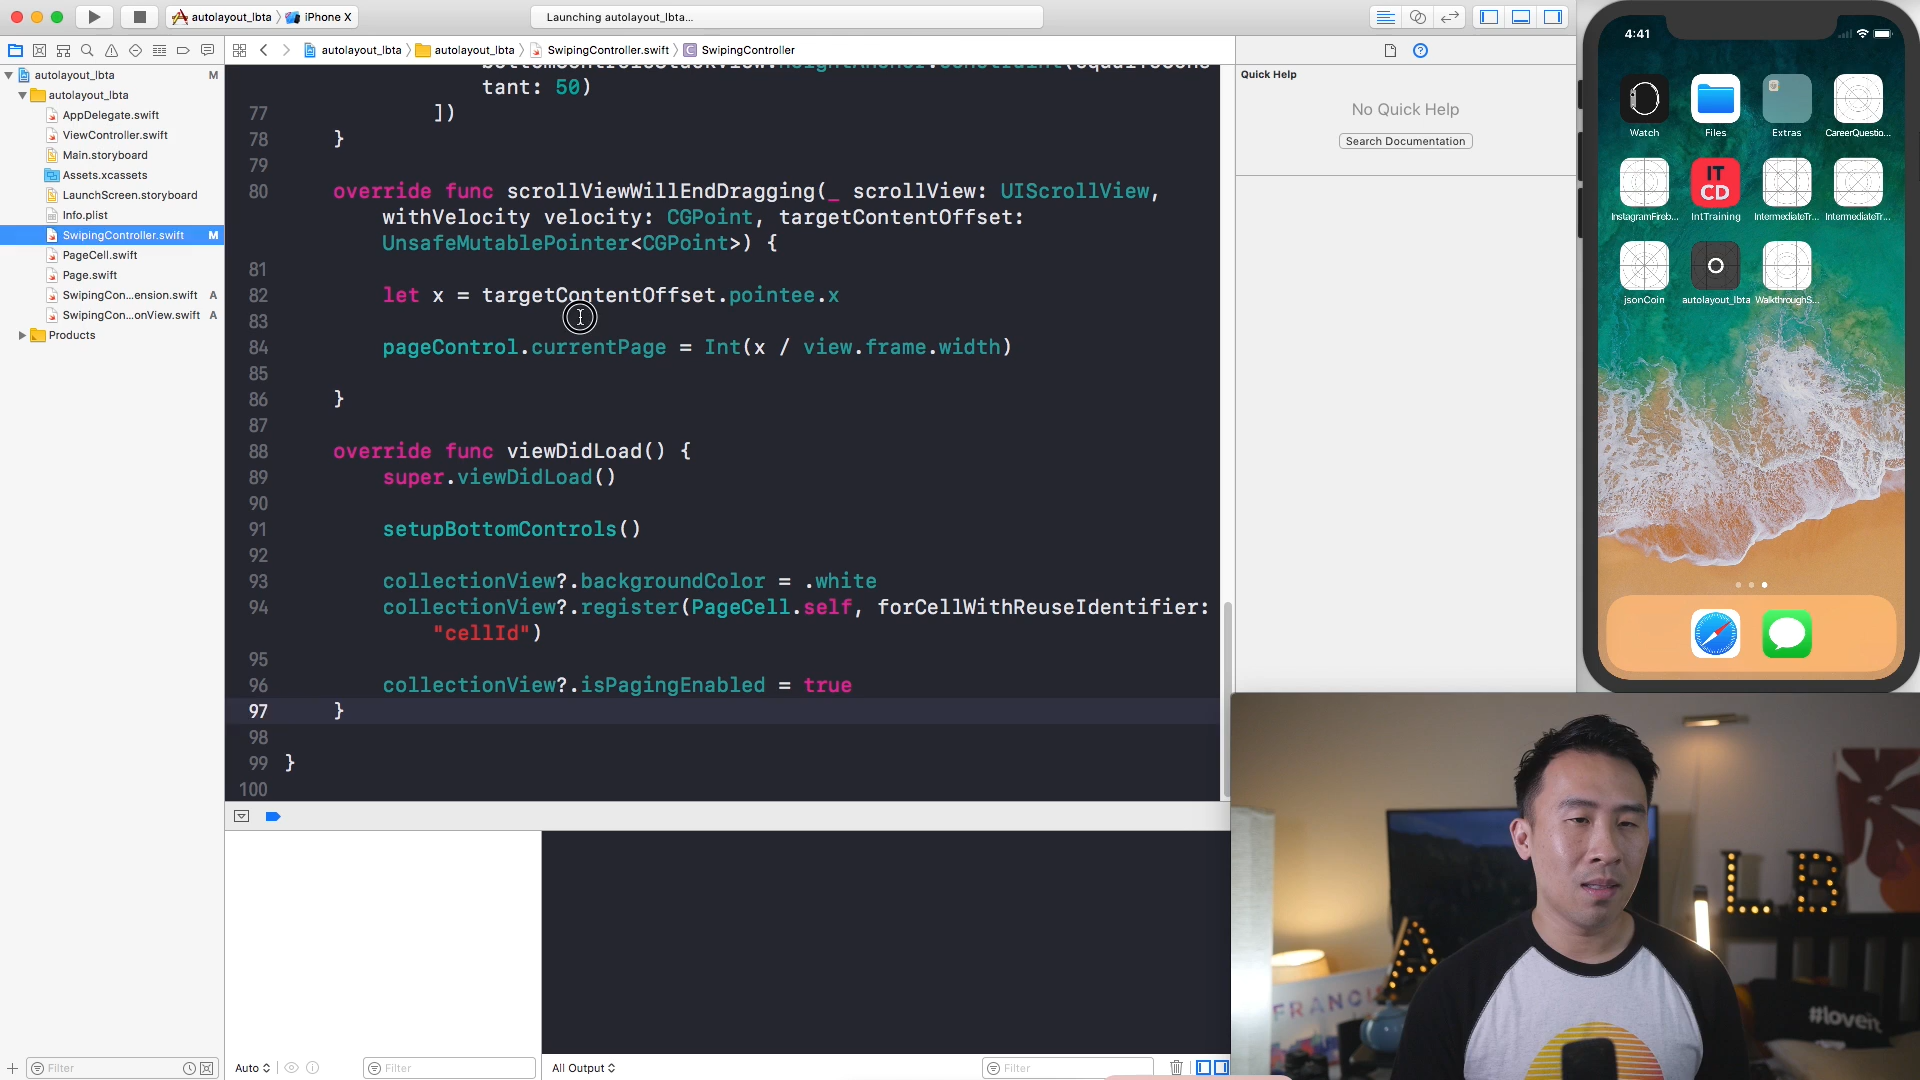 autolayout_lbta
iPhone X
Launching autolayout_lbta...
autolayout_lbta
autolayout_lbta
SwipingController.swift
SwipingController
autolayout_lbta M
autolayout_lbta
AppDelegate.swift
ViewController.swift
Main.storyboard
Assets.xcassets
LaunchScreen.storyboard
Info.plist
SwipingController.swift M
PageCell.swift
Page.swift
SwipingCon...ension.swift A
SwipingCon...onView.swift A
Products
tant: 50)
77 ])
78 }
79
80 override func scrollViewWillEndDragging(_ scrollView: UIScrollView,
withVelocity velocity: CGPoint, targetContentOffset:
UnsafeMutablePointer<CGPoint>) {
81
82 let x = targetContentOffset.pointee.x
83
84 pageControl.currentPage = Int(x / view.frame.width)
85
86 }
87
88 override func viewDidLoad() {
89 super.viewDidLoad()
90
91 setupBottomControls()
92
93 collectionView?.backgroundColor = .white
94 collectionView?.register(PageCell.self, forCellWithReuseIdentifier:
"cellId")
95
96 collectionView?.isPagingEnabled = true
97 }
98
99 }
100
Quick Help
No Quick Help
Search Documentation
4:41
Watch
Files
Extras
CareerQuestio...
IT
CD
InstagramFireb...
IntTraining
IntermediateTr...
IntermediateTr...
jsonCoin
autolayout_lbta
WalkthroughS...
Filter
Auto
Filter
All Output
Filter
L B
A
FRANCIS
#loveit